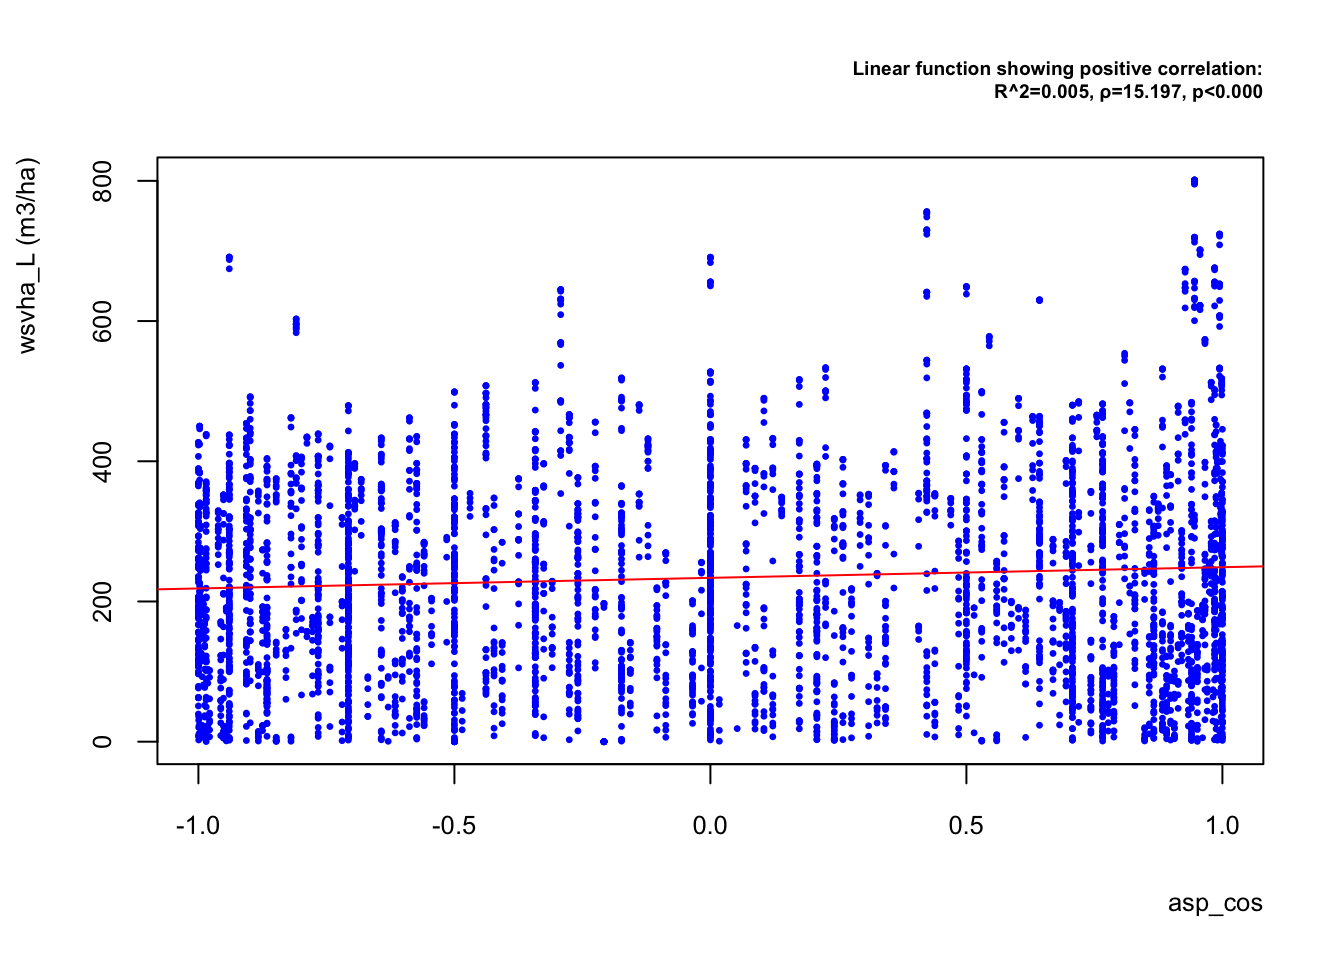 Linear function showing positive correlation:
R^2=0.005, ρ=15.197, p<0.000
wsvha_L (m3/ha)
800
600
400
200
0
-1.0
-0.5
0.0
0.5
1.0
asp_cos